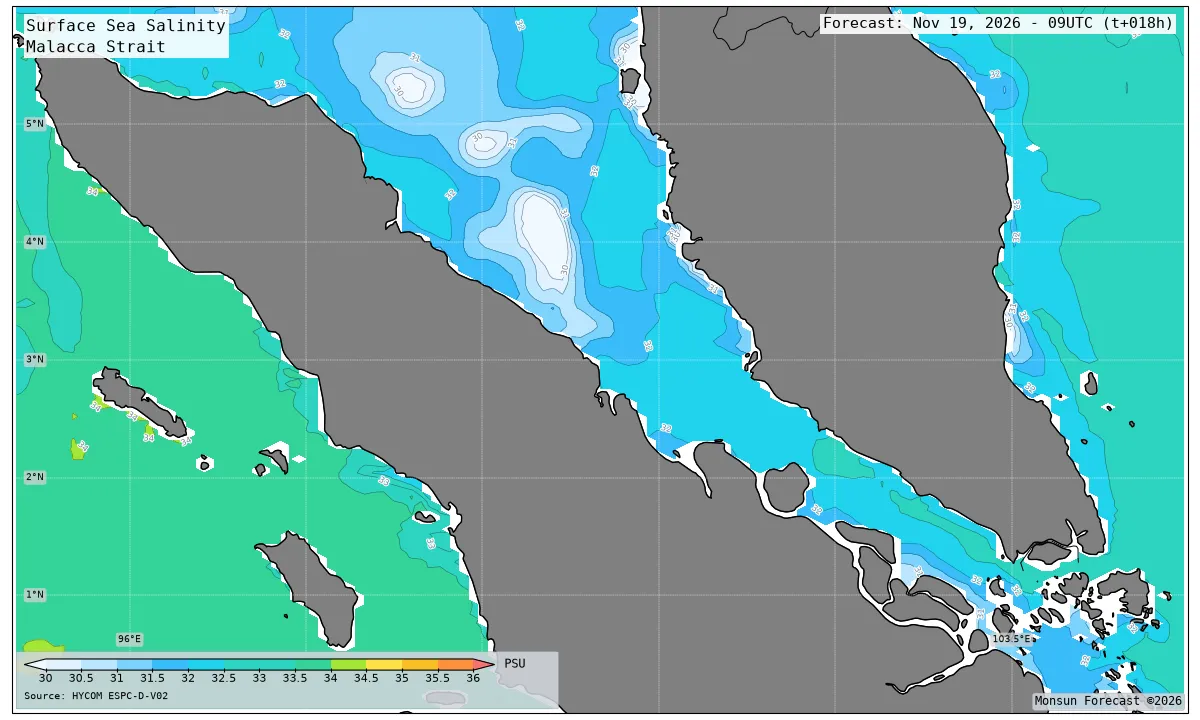 Surface Sea Salinity
Malacca Strait
Forecast: Nov 19, 2026 - 09UTC (t+018h)
5°N
4°N
3°N
2°N
1°N
96°E
103.5°E
30 30.5 31 31.5 32 32.5 33 33.5 34 34.5 35 35.5 36
PSU
Source: HYCOM ESPC-D-V02
Monsun Forecast ©2026